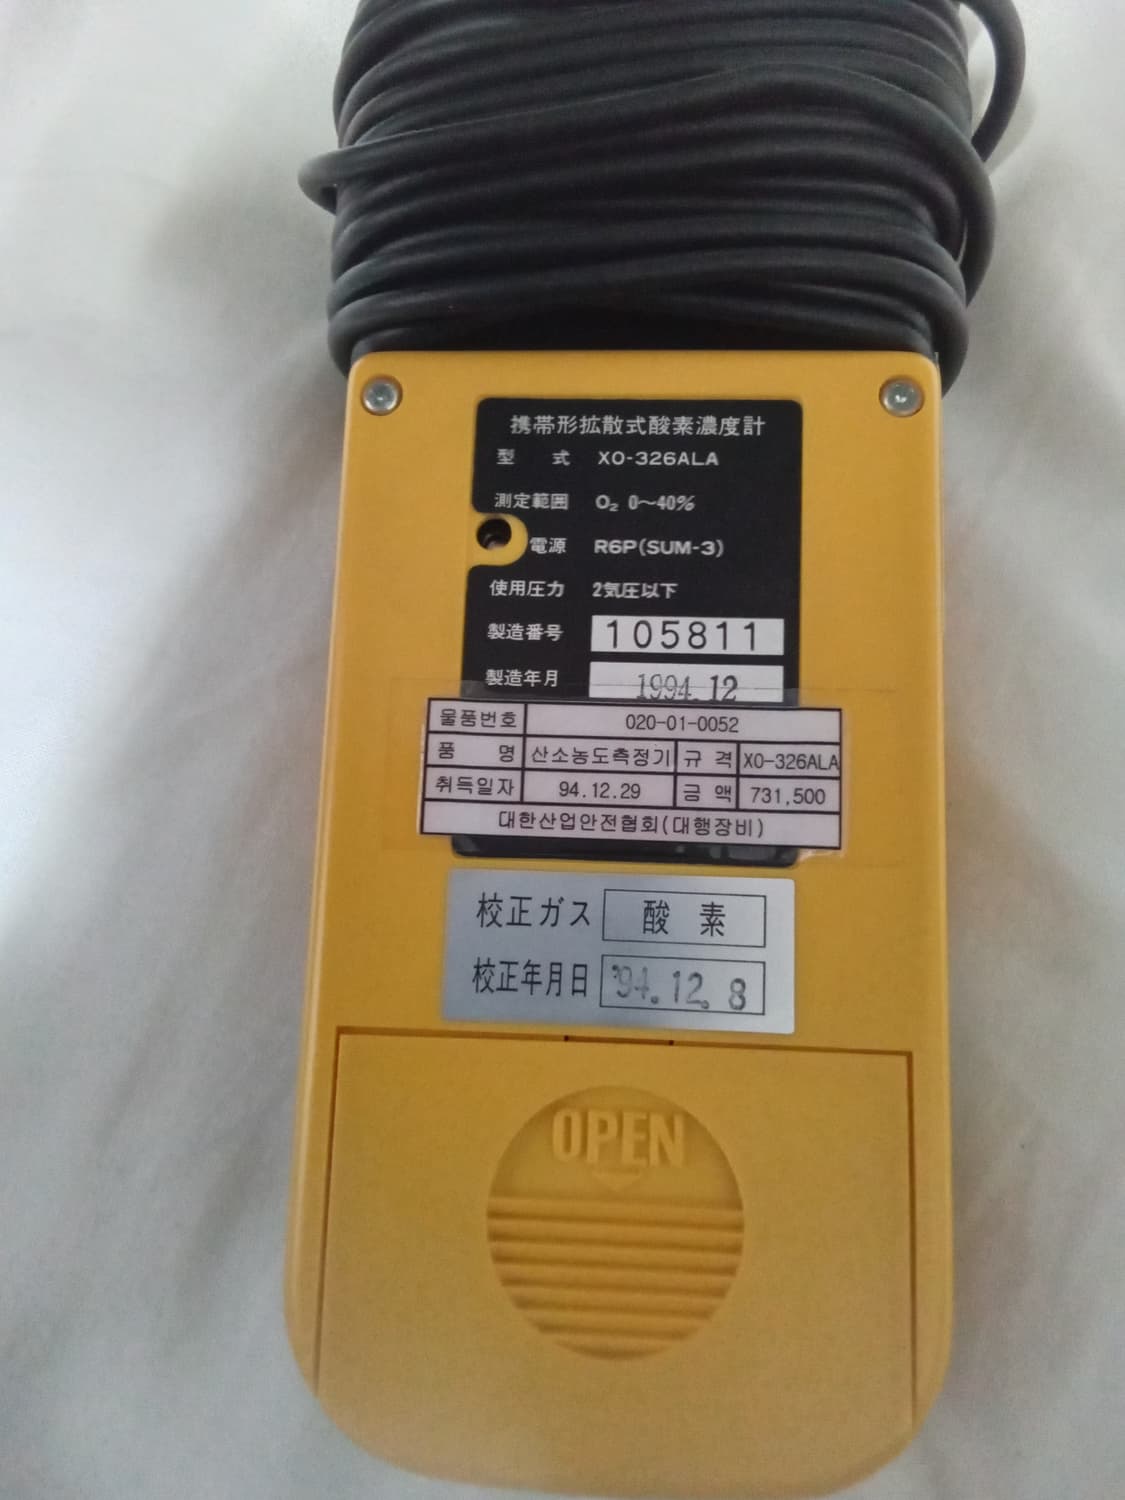 携帯形拡散式酸素濃度計
型 式 XO-326ALA
測定範囲 O₂ 0～40%
電源 R6P(SUM-3)
使用圧力 2気圧以下
製造番号 105811
製造年月 1994.12
물품번호 020-01-0052
품 명 산소농도측정기 규 격 XO-326ALA
취득일자 94.12.29 금 액 731,500
대한산업안전협회(대행장비)
校正ガス 酸 素
校正年月日 '94.12.8
OPEN